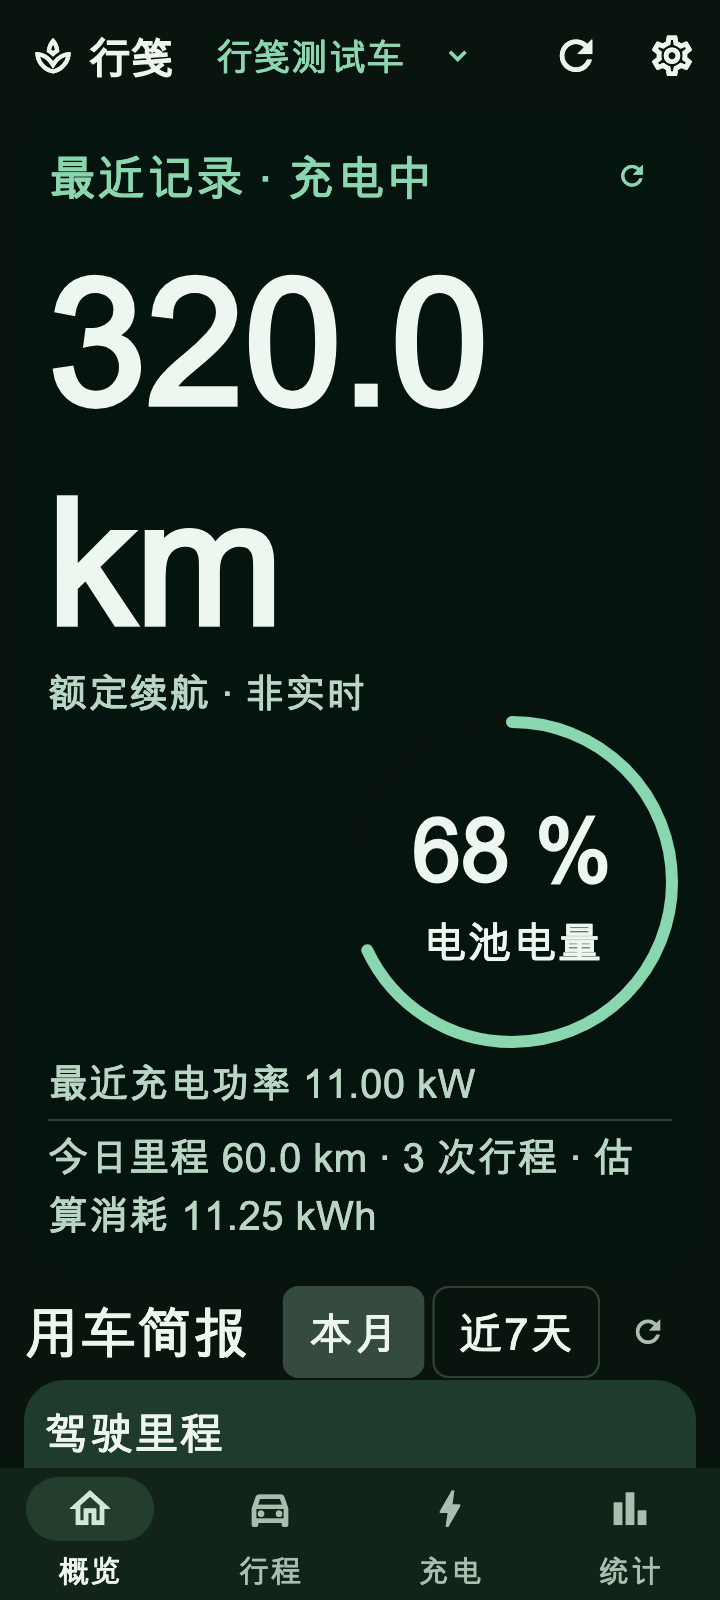 行笺 行笺测试车
最近记录 · 充电中
320.0
km
额定续航 · 非实时
68 %
电池电量
最近充电功率 11.00 kW
今日里程 60.0 km · 3 次行程 · 估
算消耗 11.25 kWh
用车简报 本月 近7天
驾驶里程
概览 行程 充电 统计